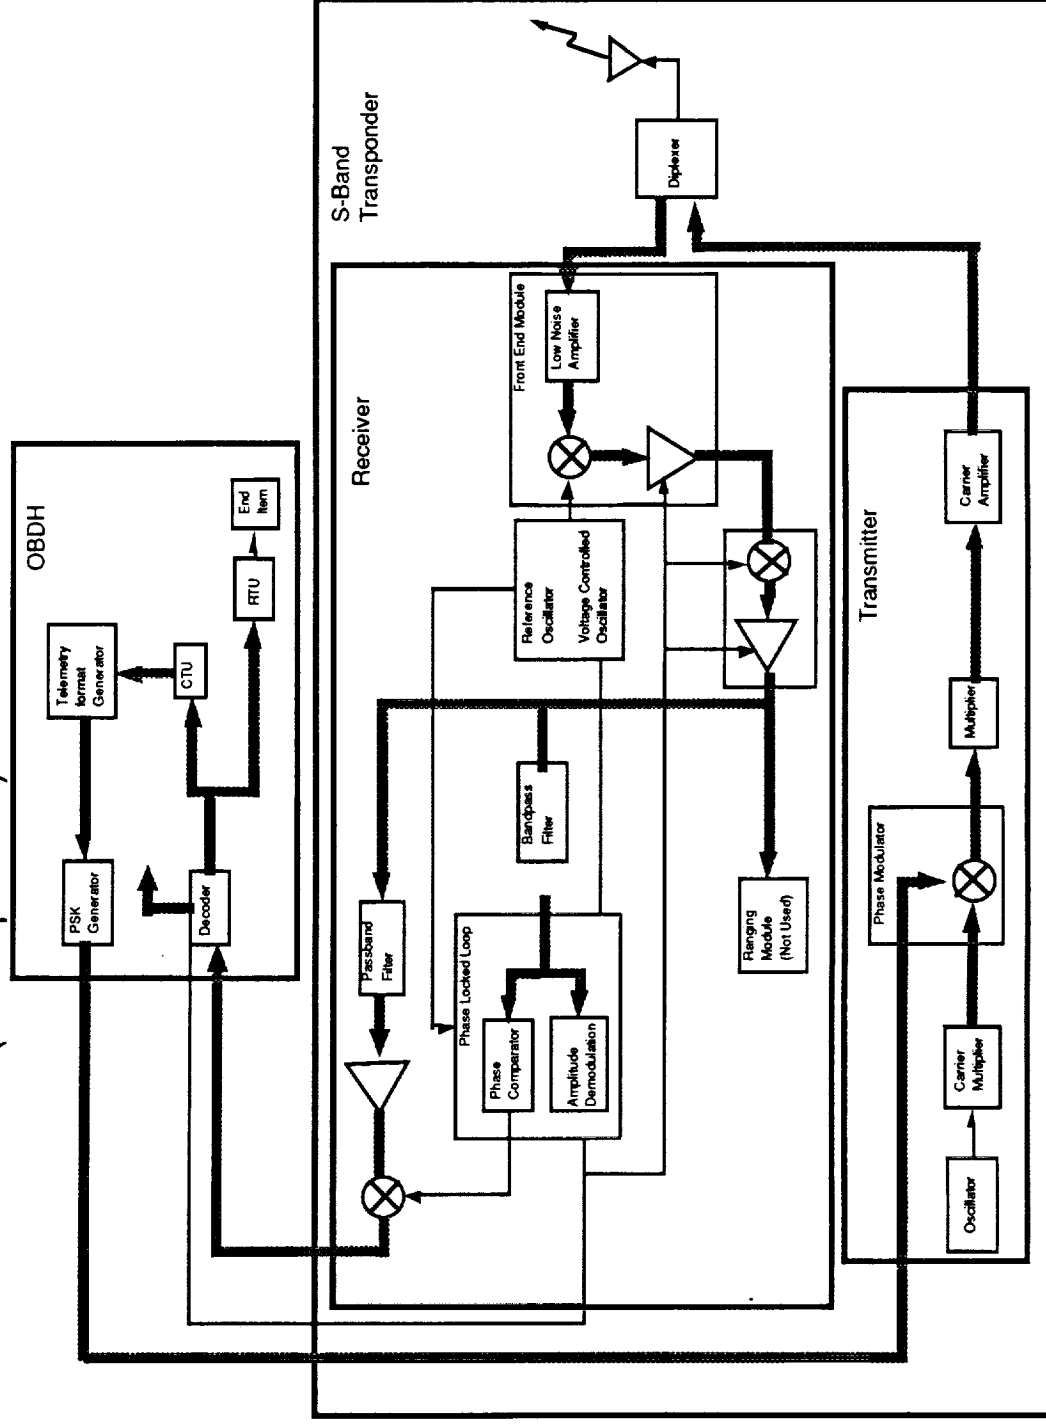 OBDH
PSK
Generator
Telemetry
format
Generator
Decoder
CTU
RTU
End
Item
S-Band
Transponder
Receiver
Passband
Filter
Phase Locked Loop
Phase
Comparator
Amplitude
Demodulation
Bandpass
Filter
Reference
Oscillator
Voltage Controlled
Oscillator
Front End Module
Low Noise
Amplifier
Diplexer
Ranging
Module
(Not Used)
Transmitter
Oscillator
Carrier
Multiplier
Phase Modulator
Multiplier
Carrier
Amplifier